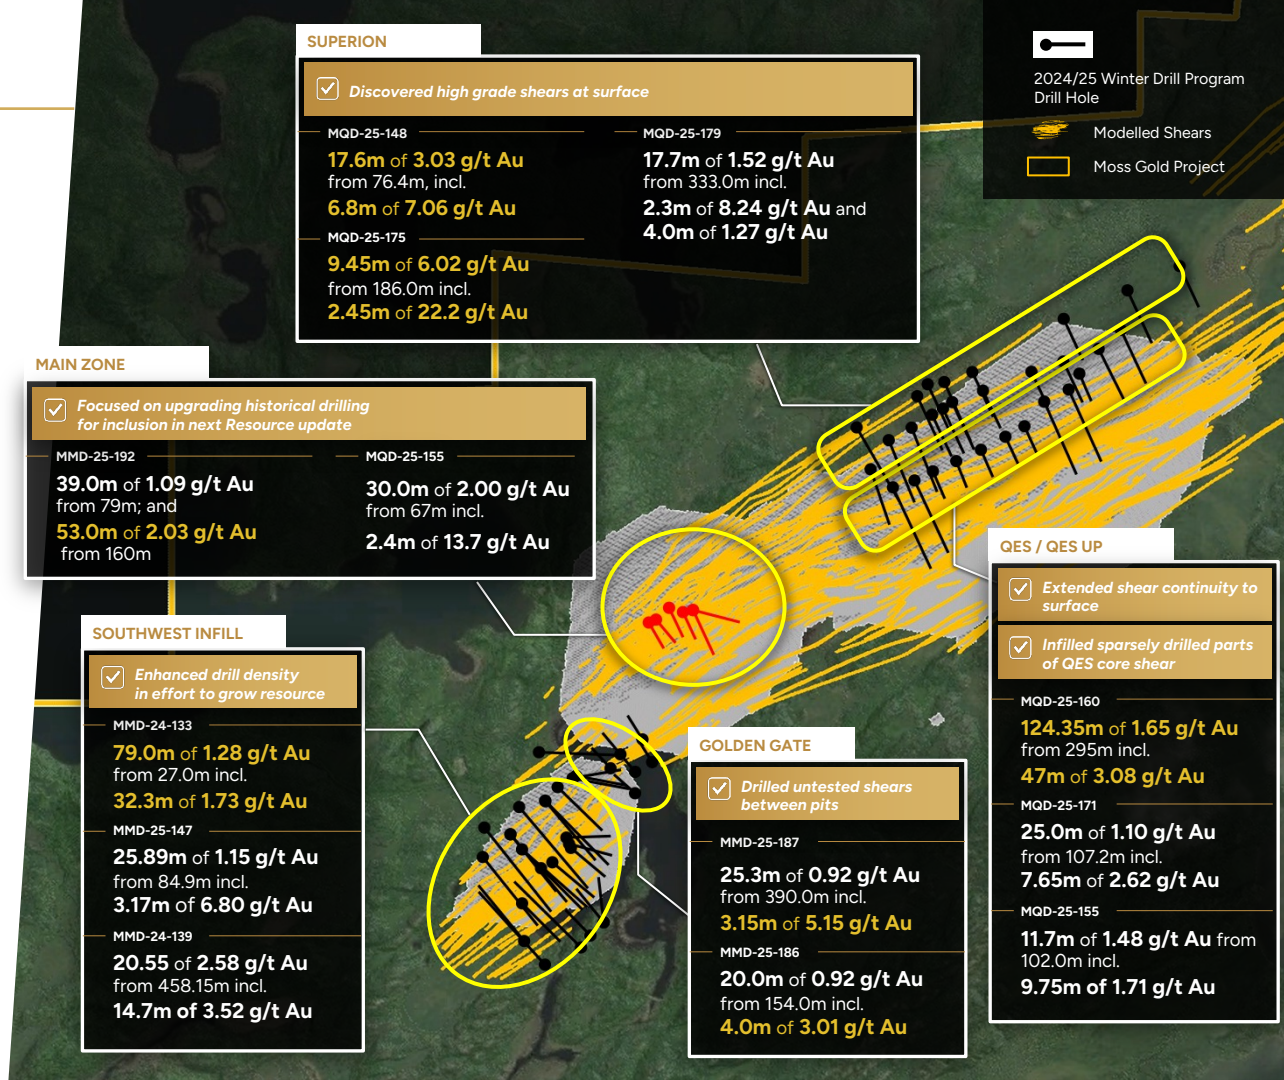 SUPERION
Discovered high grade shears at surface
MQD-25-148
17.6m of 3.03 g/t Au
from 76.4m, incl.
6.8m of 7.06 g/t Au
MQD-25-175
9.45m of 6.02 g/t Au
from 186.0m incl.
2.45m of 22.2 g/t Au
MQD-25-179
17.7m of 1.52 g/t Au
from 333.0m incl.
2.3m of 8.24 g/t Au and
4.0m of 1.27 g/t Au
2024/25 Winter Drill Program
Drill Hole
Modelled Shears
Moss Gold Project
MAIN ZONE
Focused on upgrading historical drilling
for inclusion in next Resource update
MMD-25-192
39.0m of 1.09 g/t Au
from 79m; and
53.0m of 2.03 g/t Au
from 160m
MQD-25-155
30.0m of 2.00 g/t Au
from 67m incl.
2.4m of 13.7 g/t Au
SOUTHWEST INFILL
Enhanced drill density
in effort to grow resource
MMD-24-133
79.0m of 1.28 g/t Au
from 27.0m incl.
32.3m of 1.73 g/t Au
MMD-25-147
25.89m of 1.15 g/t Au
from 84.9m incl.
3.17m of 6.80 g/t Au
MMD-24-139
20.55 of 2.58 g/t Au
from 458.15m incl.
14.7m of 3.52 g/t Au
GOLDEN GATE
Drilled untested shears
between pits
MMD-25-187
25.3m of 0.92 g/t Au
from 390.0m incl.
3.15m of 5.15 g/t Au
MMD-25-186
20.0m of 0.92 g/t Au
from 154.0m incl.
4.0m of 3.01 g/t Au
QES / QES UP
Extended shear continuity to
surface
Infilled sparsely drilled parts
of QES core shear
MQD-25-160
124.35m of 1.65 g/t Au
from 295m incl.
47m of 3.08 g/t Au
MQD-25-171
25.0m of 1.10 g/t Au
from 107.2m incl.
7.65m of 2.62 g/t Au
MQD-25-155
11.7m of 1.48 g/t Au from
102.0m incl.
9.75m of 1.71 g/t Au